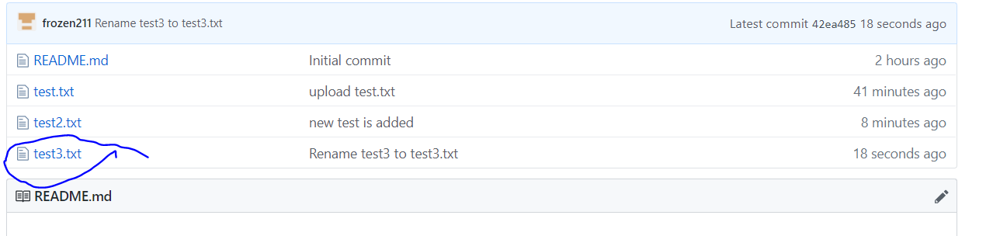 frozen211 Rename test3 to test3.txt Latest commit 42ea485 18 seconds ago
README.md Initial commit 2 hours ago
test.txt upload test.txt 41 minutes ago
test2.txt new test is added 8 minutes ago
test3.txt Rename test3 to test3.txt 18 seconds ago
README.md